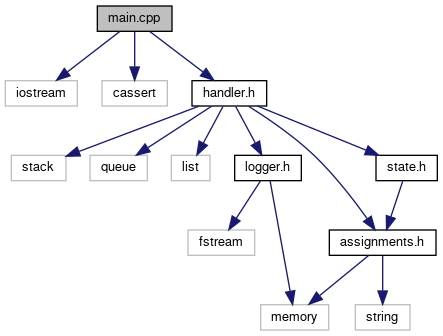 main.cpp
iostream
cassert
handler.h
stack
queue
list
logger.h
state.h
fstream
assignments.h
memory
string